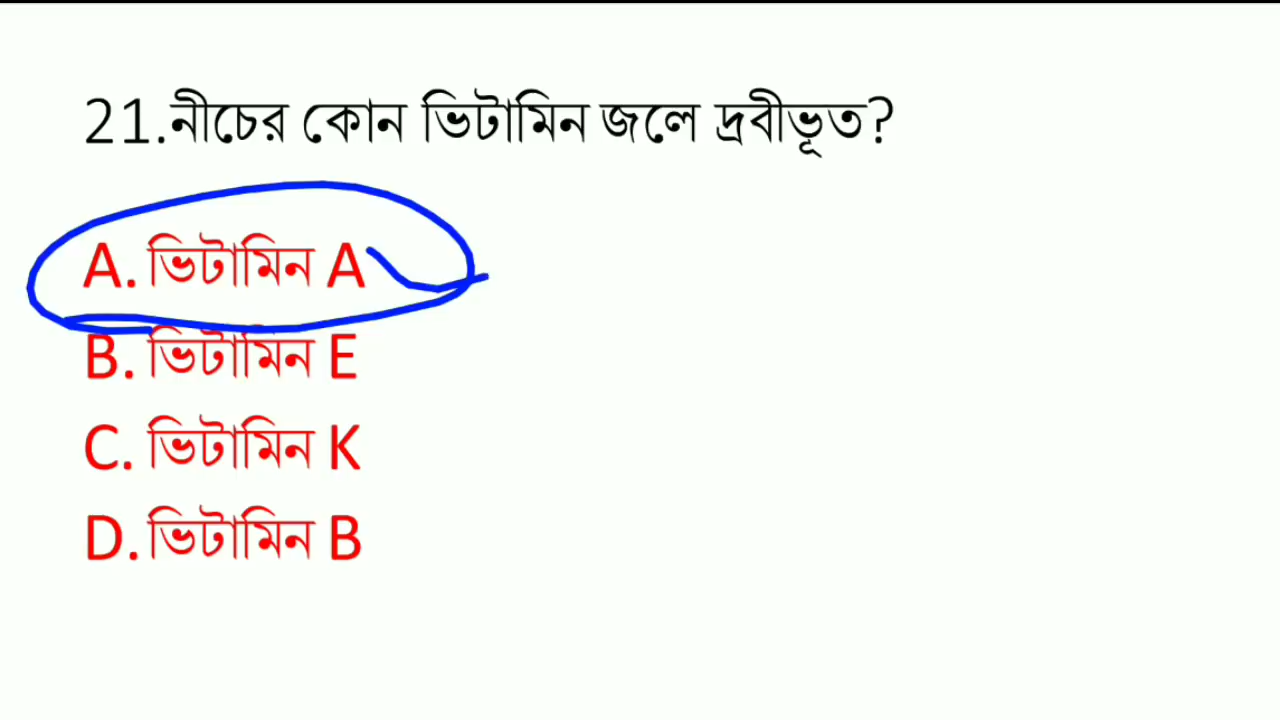 21.নীচের কোন ভিটামিন জলে দ্রবীভূত?
A. ভিটামিন A
B. ভিটামিন E
C. ভিটামিন K
D. ভিটামিন B